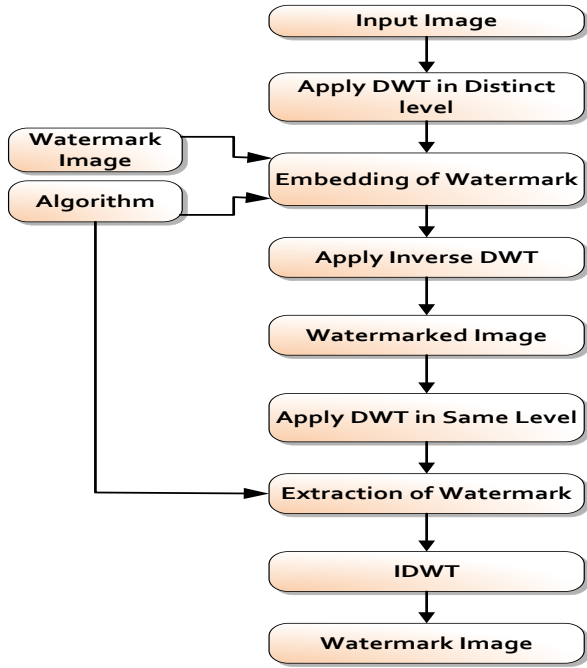 Input Image
Apply DWT in Distinct
level
Watermark
Image
Algorithm
Embedding of Watermark
Apply Inverse DWT
Watermarked Image
Apply DWT in Same Level
Extraction of Watermark
IDWT
Watermark Image